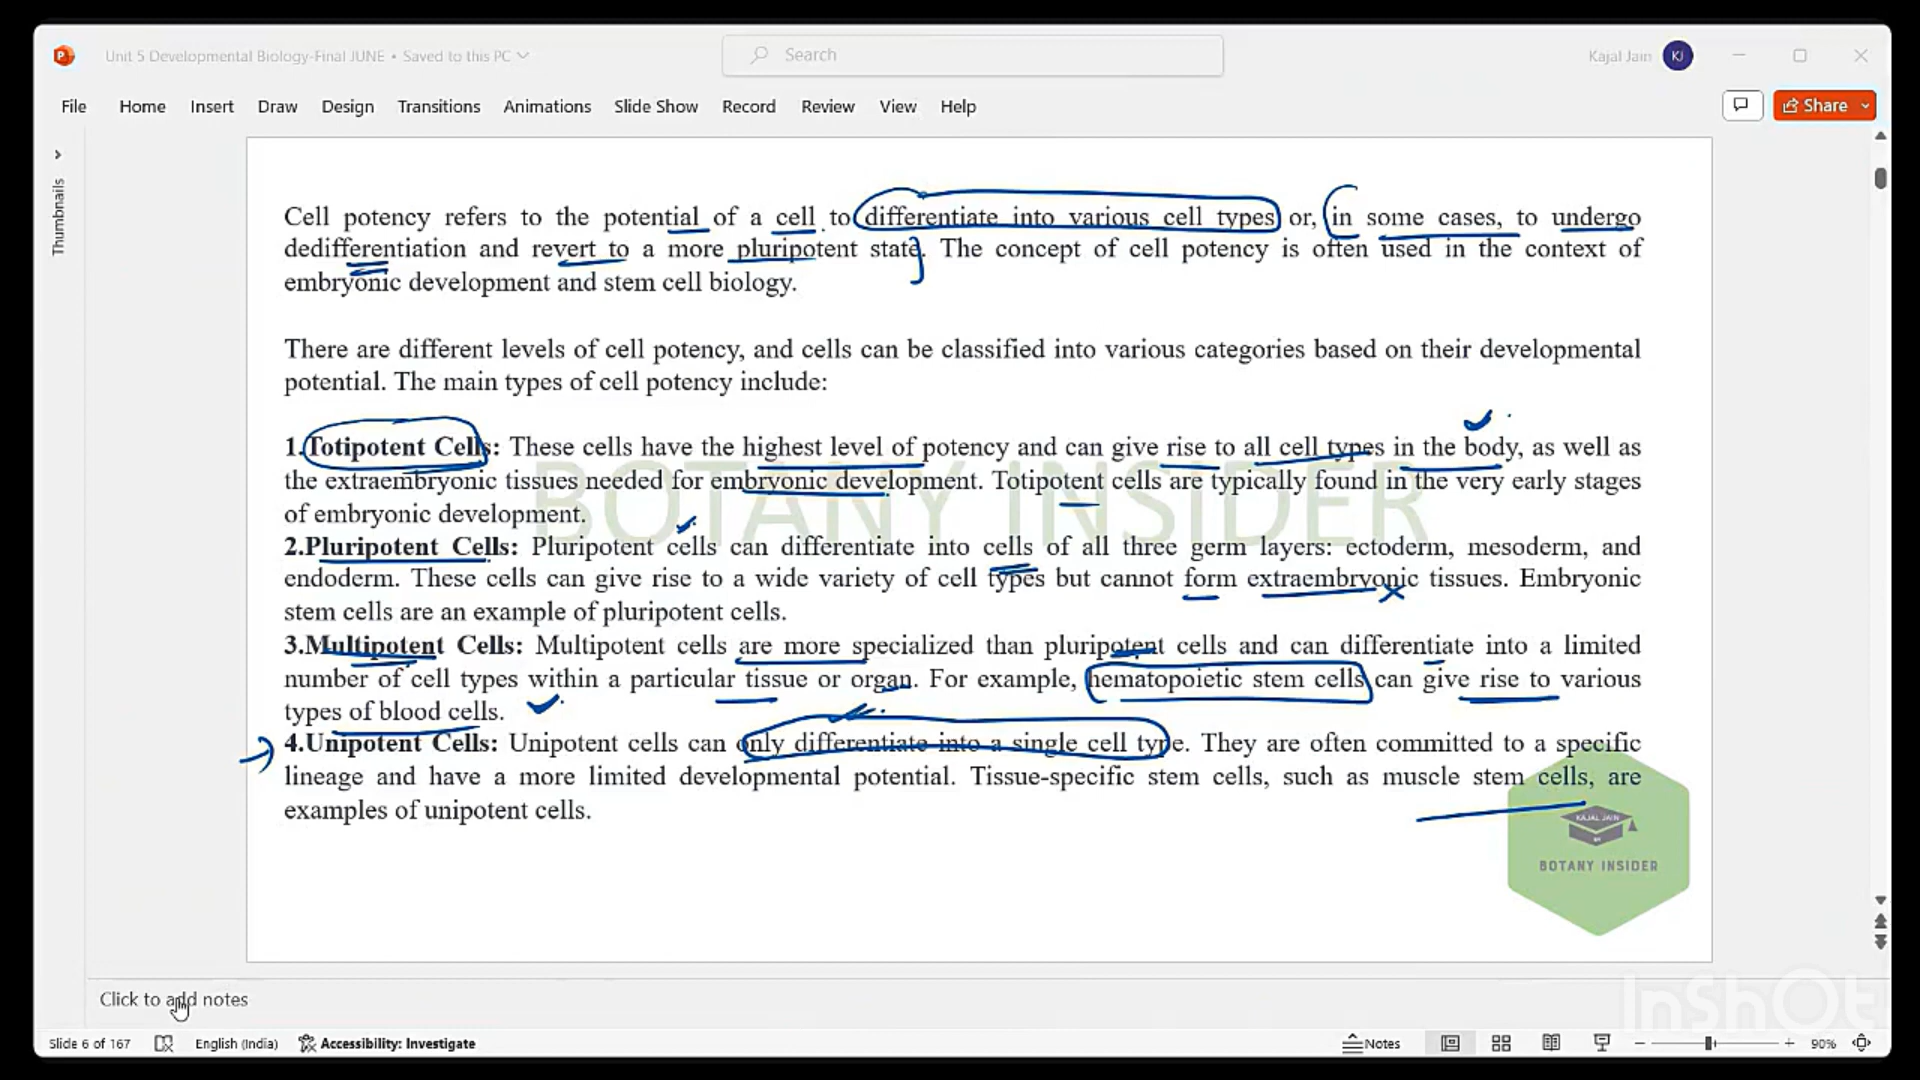 Unit 5 Developmental Biology-Final JUNE • Saved to this PC
Search
Kajal Jain
KJ
File Home Insert Draw Design Transitions Animations Slide Show Record Review View Help
Share
Thumbnails
Cell potency refers to the potential of a cell to differentiate into various cell types or, in some cases, to undergo
dedifferentiation and revert to a more pluripotent state. The concept of cell potency is often used in the context of
embryonic development and stem cell biology.
There are different levels of cell potency, and cells can be classified into various categories based on their developmental
potential. The main types of cell potency include:
1.Totipotent Cells: These cells have the highest level of potency and can give rise to all cell types in the body, as well as
the extraembryonic tissues needed for embryonic development. Totipotent cells are typically found in the very early stages
of embryonic development.
BOTANY INSIDER
2.Pluripotent Cells: Pluripotent cells can differentiate into cells of all three germ layers: ectoderm, mesoderm, and
endoderm. These cells can give rise to a wide variety of cell types but cannot form extraembryonic tissues. Embryonic
stem cells are an example of pluripotent cells.
3.Multipotent Cells: Multipotent cells are more specialized than pluripotent cells and can differentiate into a limited
number of cell types within a particular tissue or organ. For example, hematopoietic stem cells can give rise to various
types of blood cells.
4.Unipotent Cells: Unipotent cells can only differentiate into a single cell type. They are often committed to a specific
lineage and have a more limited developmental potential. Tissue-specific stem cells, such as muscle stem cells, are
examples of unipotent cells.
KAJAL JAIN
BOTANY INSIDER
Click to add notes
InShOt
Slide 6 of 167 English (India) Accessibility: Investigate Notes 90%